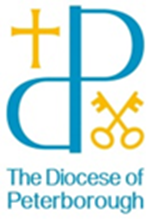 The Diocese of
Peterborough